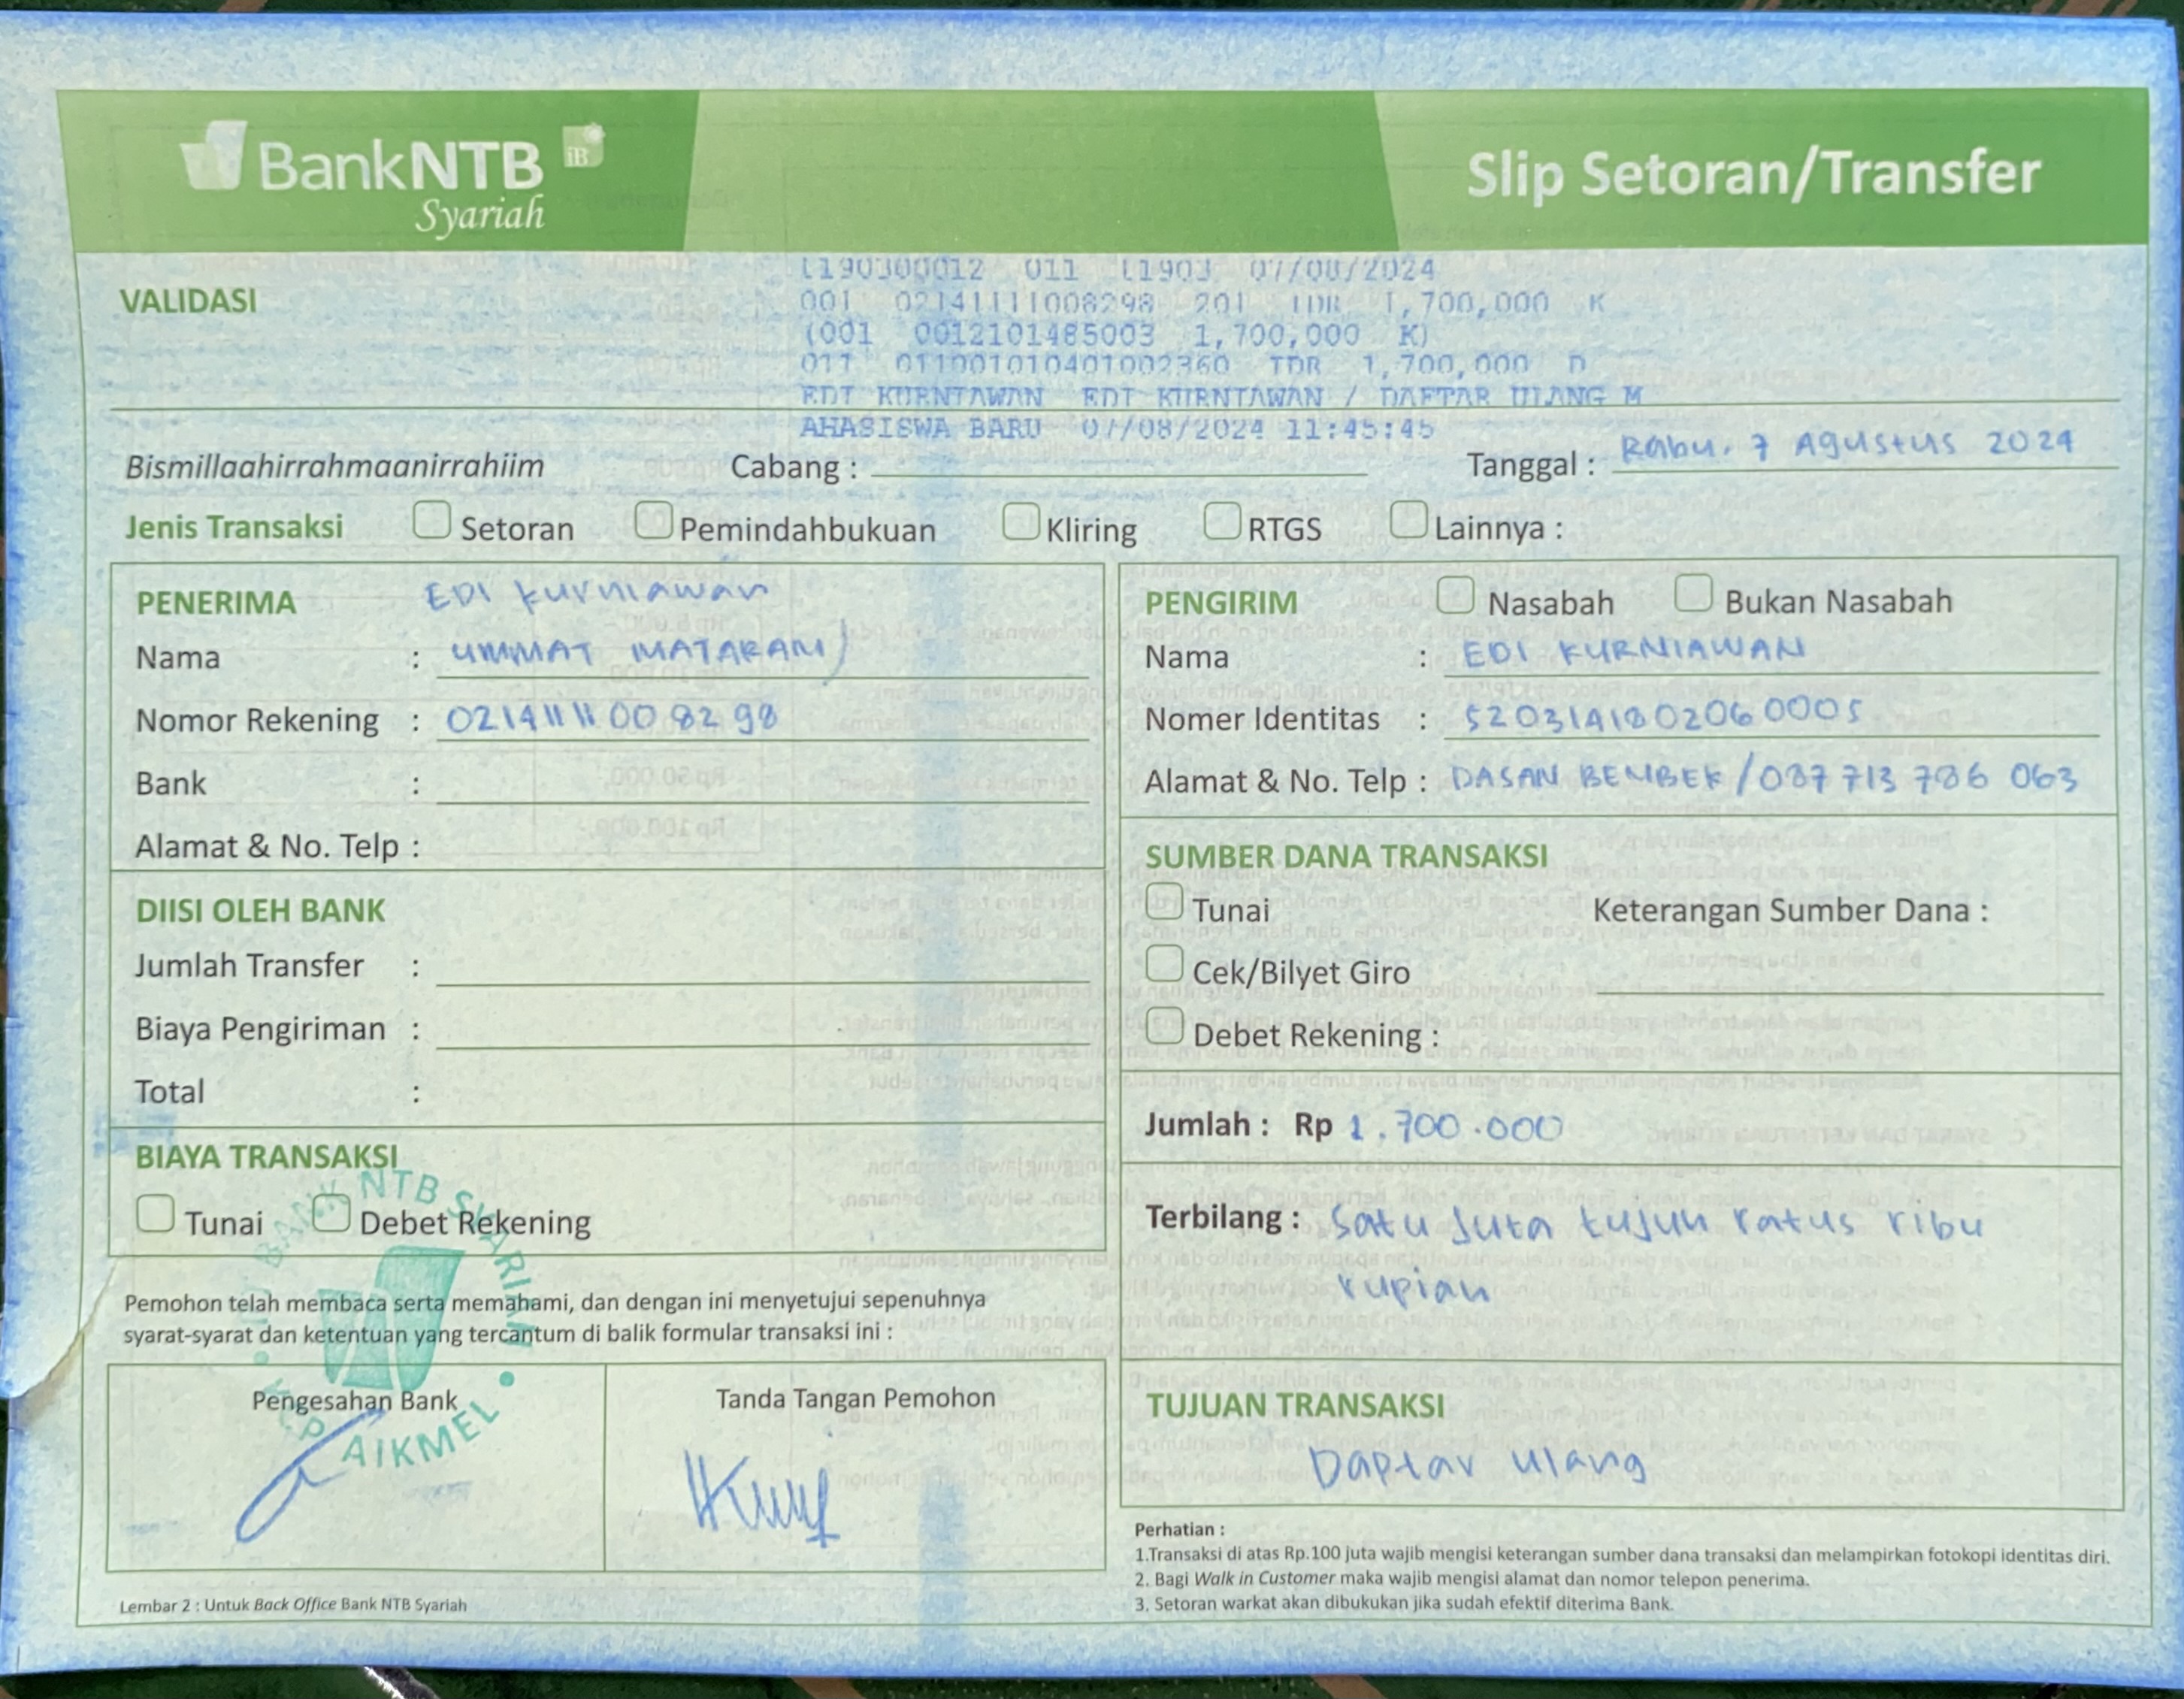 BankNTB iB
Syariah
Slip Setoran/Transfer
VALIDASI
L190300012 011 L1903 07/08/2024
001 02141111008298 201 IDR 1,700,000 K
(001 0012101485003 1,700,000 K)
011 011001010401002360 IDR 1,700,000 D
EDI KURNIAWAN EDI KURNIAWAN / DAFTAR ULANG M
AHASISWA BARU 07/08/2024 11:45:45
Bismillaahirrahmaanirrahiim Cabang : Tanggal : Rabu. 7 Agustus 2024
Jenis Transaksi Setoran Pemindahbukuan Kliring RTGS Lainnya :
PENERIMA EDI kurniawan
Nama : UMMAT MATARAM)
Nomor Rekening : 02141111 00 82 98
Bank :
Alamat & No. Telp :
PENGIRIM Nasabah Bukan Nasabah
Nama : EDI KURNIAWAN
Nomer Identitas : 5203141802060005
Alamat & No. Telp : DASAN BEMBEK /087 713 786 063
DIISI OLEH BANK
Jumlah Transfer :
Biaya Pengiriman :
Total :
SUMBER DANA TRANSAKSI
Tunai Keterangan Sumber Dana :
Cek/Bilyet Giro
Debet Rekening :
BIAYA TRANSAKSI
Tunai Debet Rekening
Jumlah : Rp 1.700.000
Terbilang : Satu Juta tujuh ratus ribu
rupiah
Pemohon telah membaca serta memahami, dan dengan ini menyetujui sepenuhnya
syarat-syarat dan ketentuan yang tercantum di balik formular transaksi ini :
Pengesahan Bank Tanda Tangan Pemohon
BANK NTB SYARIAH
KCP AIKMEL
TUJUAN TRANSAKSI
Daptar ulang
Perhatian :
1.Transaksi di atas Rp.100 juta wajib mengisi keterangan sumber dana transaksi dan melampirkan fotokopi identitas diri.
2. Bagi Walk in Customer maka wajib mengisi alamat dan nomor telepon penerima.
3. Setoran warkat akan dibukukan jika sudah efektif diterima Bank.
Lembar 2 : Untuk Back Office Bank NTB Syariah